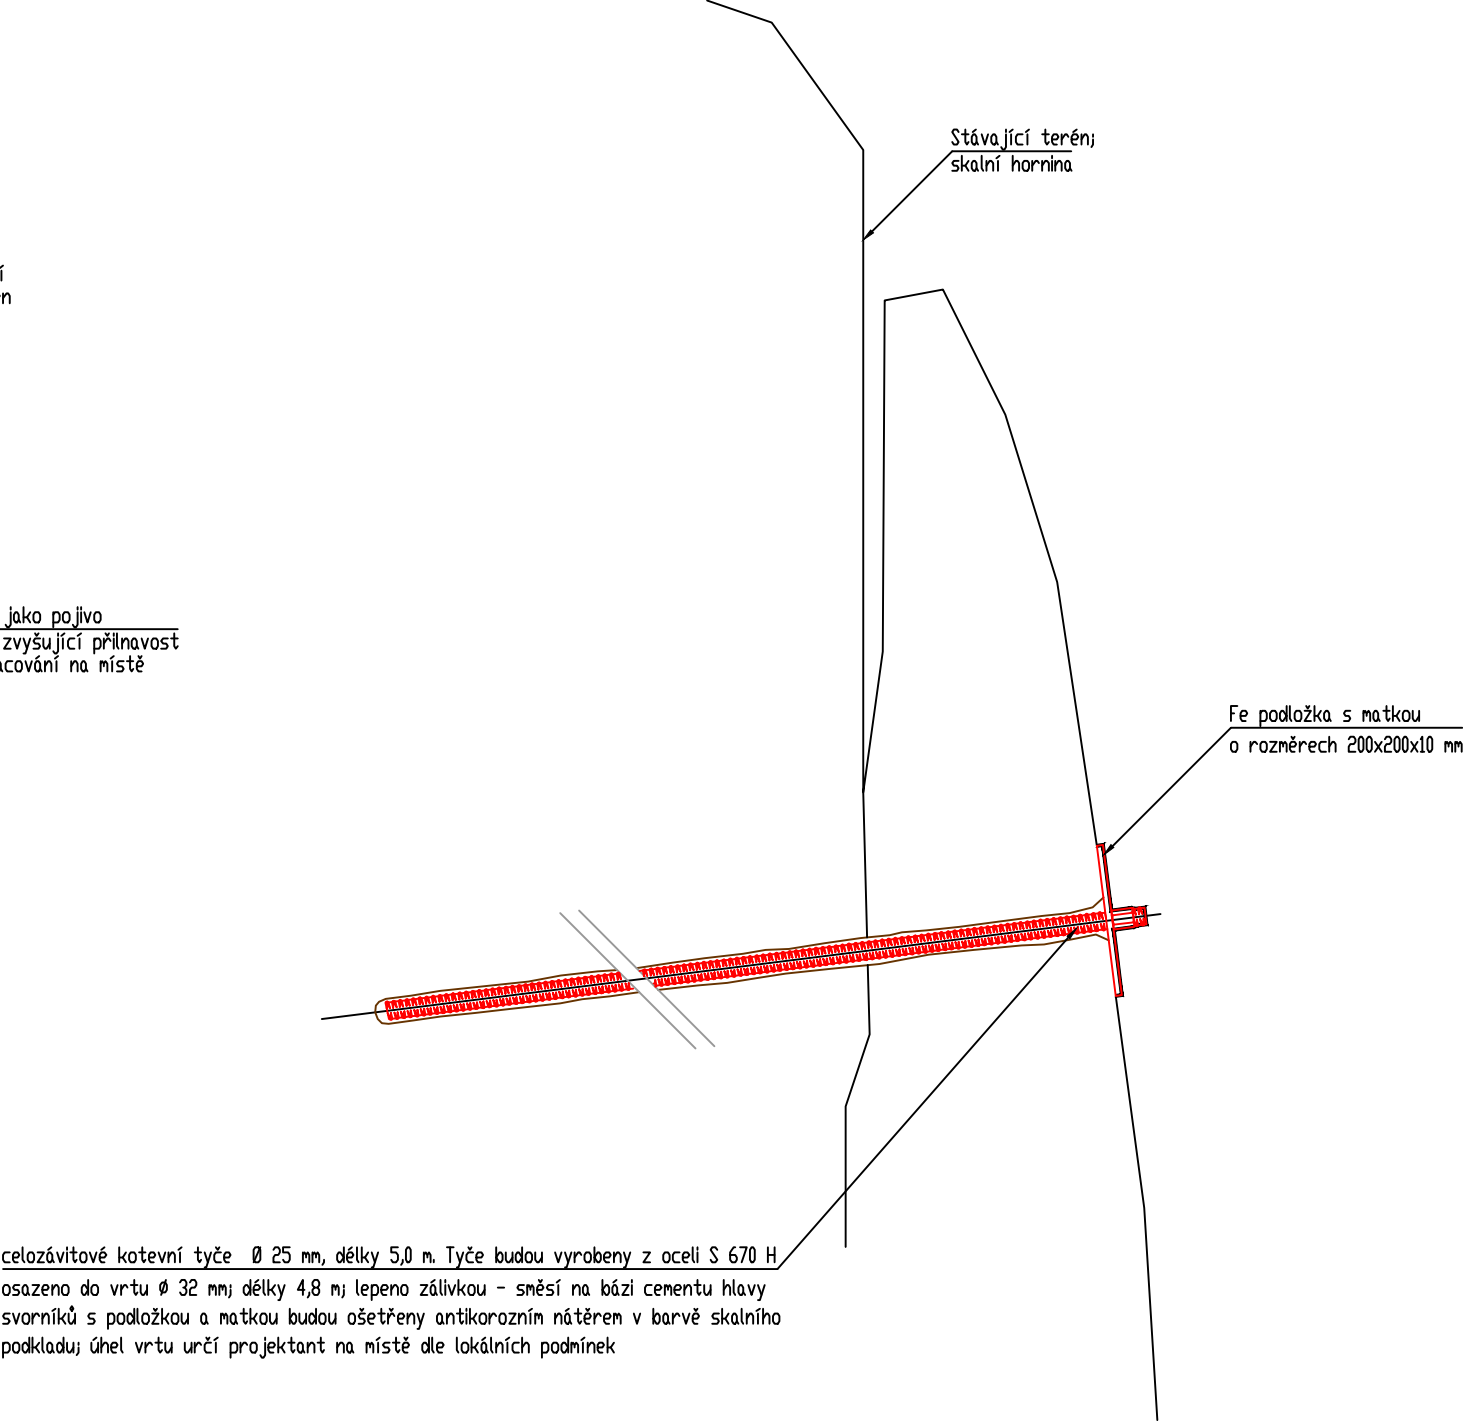 Stávající terén;
skalní hornina
í
n
jako pojivo
zvyšující přilnavost
acování na místě
Fe podložka s matkou
o rozměrech 200x200x10 mm
celozávitové kotevní tyče Ø 25 mm, délky 5,0 m. Tyče budou vyrobeny z oceli S 670 H
osazeno do vrtu Ø 32 mm; délky 4,8 m; lepeno zálivkou - směsí na bázi cementu hlavy
svorníků s podložkou a matkou budou ošetřeny antikorozním nátěrem v barvě skalního
podkladu; úhel vrtu určí projektant na místě dle lokálních podmínek